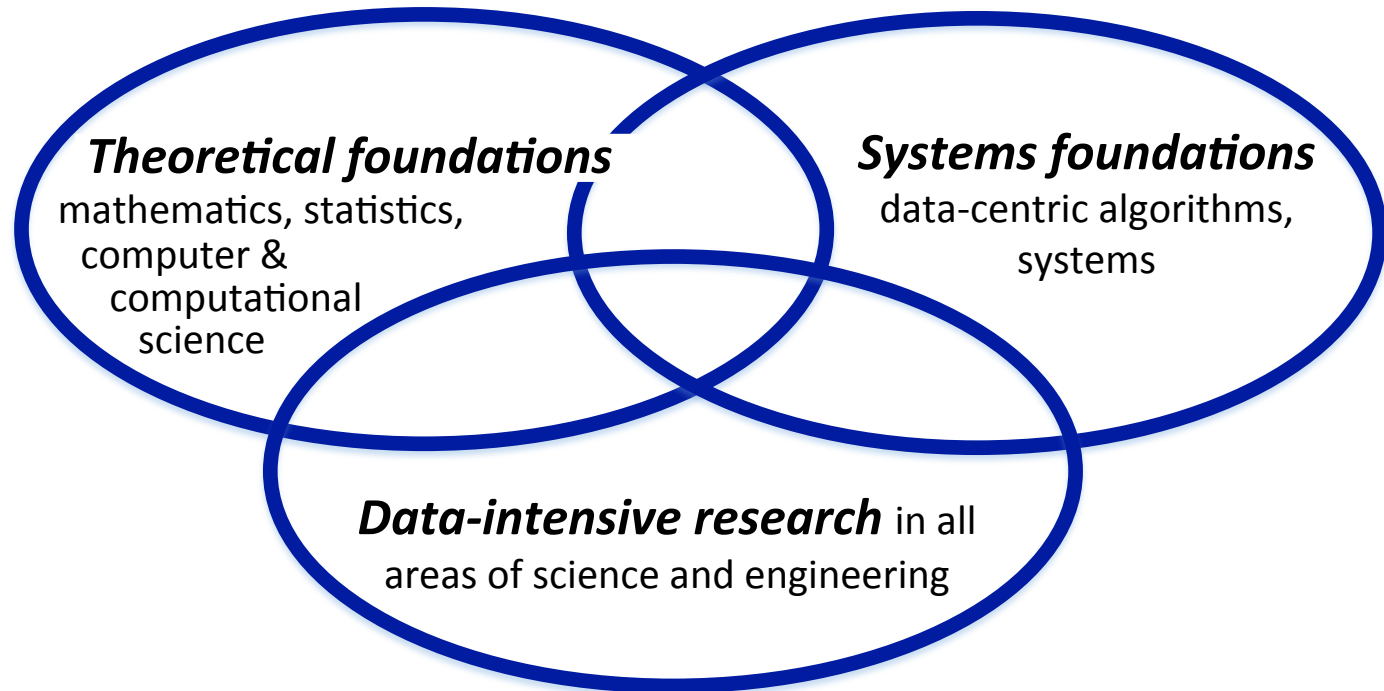 Theoretical foundations
mathematics, statistics,
computer &
computational
science
Systems foundations
data-centric algorithms,
systems
Data-intensive research in all
areas of science and engineering